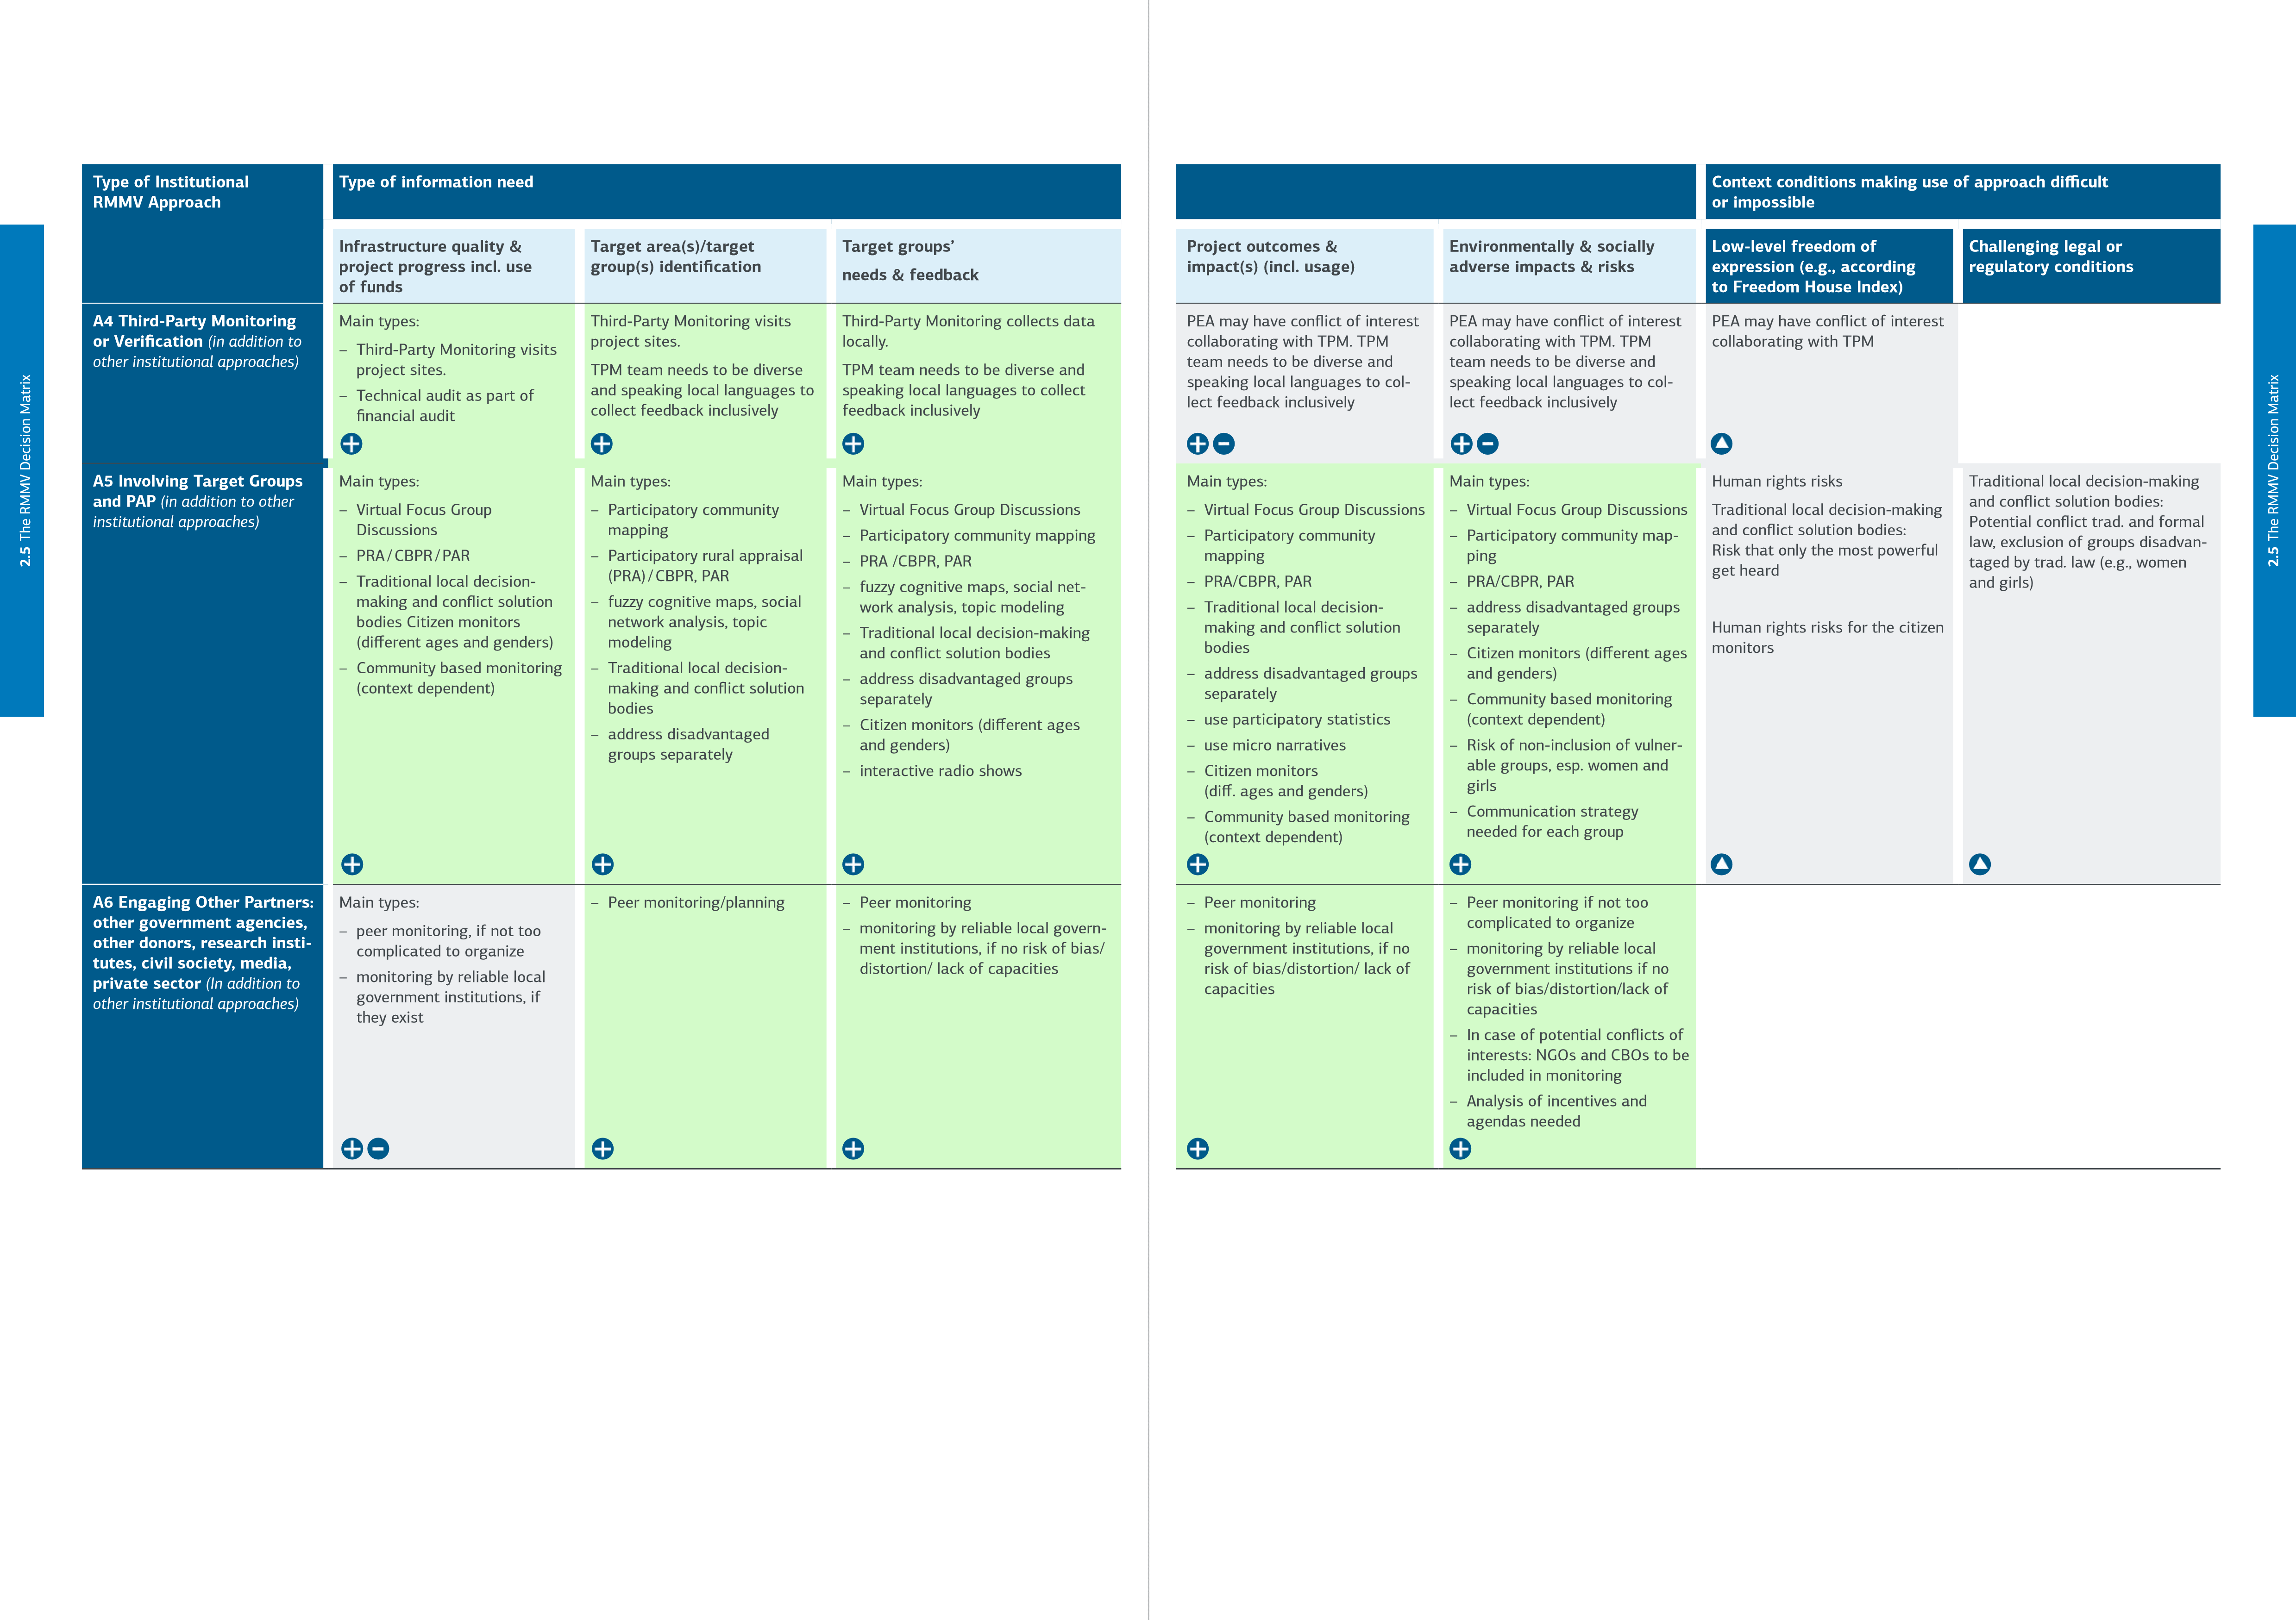 2.5 The RMMV Decision Matrix
Type of Institutional
RMMV Approach
Type of information need
Infrastructure quality &
project progress incl. use
of funds
Target area(s)/target
group(s) identification
Target groups’
needs & feedback
A4 Third-Party Monitoring
or Verification (in addition to
other institutional approaches)
Main types:
– Third-Party Monitoring visits
project sites.
– Technical audit as part of
financial audit
Third-Party Monitoring visits
project sites.
TPM team needs to be diverse
and speaking local languages to
collect feedback inclusively
Third-Party Monitoring collects data
locally.
TPM team needs to be diverse and
speaking local languages to collect
feedback inclusively
A5 Involving Target Groups
and PAP (in addition to other
institutional approaches)
Main types:
– Virtual Focus Group
Discussions
– PRA / CBPR / PAR
– Traditional local decision-
making and conflict solution
bodies Citizen monitors
(different ages and genders)
– Community based monitoring
(context dependent)
Main types:
– Participatory community
mapping
– Participatory rural appraisal
(PRA) / CBPR, PAR
– fuzzy cognitive maps, social
network analysis, topic
modeling
– Traditional local decision-
making and conflict solution
bodies
– address disadvantaged
groups separately
Main types:
– Virtual Focus Group Discussions
– Participatory community mapping
– PRA /CBPR, PAR
– fuzzy cognitive maps, social net-
work analysis, topic modeling
– Traditional local decision-making
and conflict solution bodies
– address disadvantaged groups
separately
– Citizen monitors (different ages
and genders)
– interactive radio shows
A6 Engaging Other Partners:
other government agencies,
other donors, research insti-
tutes, civil society, media,
private sector (In addition to
other institutional approaches)
Main types:
– peer monitoring, if not too
complicated to organize
– monitoring by reliable local
government institutions, if
they exist
– Peer monitoring/planning
– Peer monitoring
– monitoring by reliable local govern-
ment institutions, if no risk of bias/
distortion/ lack of capacities
Context conditions making use of approach difficult
or impossible
Project outcomes &
impact(s) (incl. usage)
Environmentally & socially
adverse impacts & risks
Low-level freedom of
expression (e.g., according
to Freedom House Index)
Challenging legal or
regulatory conditions
PEA may have conflict of interest
collaborating with TPM. TPM
team needs to be diverse and
speaking local languages to col-
lect feedback inclusively
PEA may have conflict of interest
collaborating with TPM. TPM
team needs to be diverse and
speaking local languages to col-
lect feedback inclusively
PEA may have conflict of interest
collaborating with TPM
Main types:
– Virtual Focus Group Discussions
– Participatory community
mapping
– PRA/CBPR, PAR
– Traditional local decision-
making and conflict solution
bodies
– address disadvantaged groups
separately
– use participatory statistics
– use micro narratives
– Citizen monitors
(diff. ages and genders)
– Community based monitoring
(context dependent)
Main types:
– Virtual Focus Group Discussions
– Participatory community map-
ping
– PRA/CBPR, PAR
– address disadvantaged groups
separately
– Citizen monitors (different ages
and genders)
– Community based monitoring
(context dependent)
– Risk of non-inclusion of vulner-
able groups, esp. women and
girls
– Communication strategy
needed for each group
Human rights risks
Traditional local decision-making
and conflict solution bodies:
Risk that only the most powerful
get heard
Human rights risks for the citizen
monitors
Traditional local decision-making
and conflict solution bodies:
Potential conflict trad. and formal
law, exclusion of groups disadvan-
taged by trad. law (e.g., women
and girls)
– Peer monitoring
– monitoring by reliable local
government institutions, if no
risk of bias/distortion/ lack of
capacities
– Peer monitoring if not too
complicated to organize
– monitoring by reliable local
government institutions if no
risk of bias/distortion/lack of
capacities
– In case of potential conflicts of
interests: NGOs and CBOs to be
included in monitoring
– Analysis of incentives and
agendas needed
2.5 The RMMV Decision Matrix